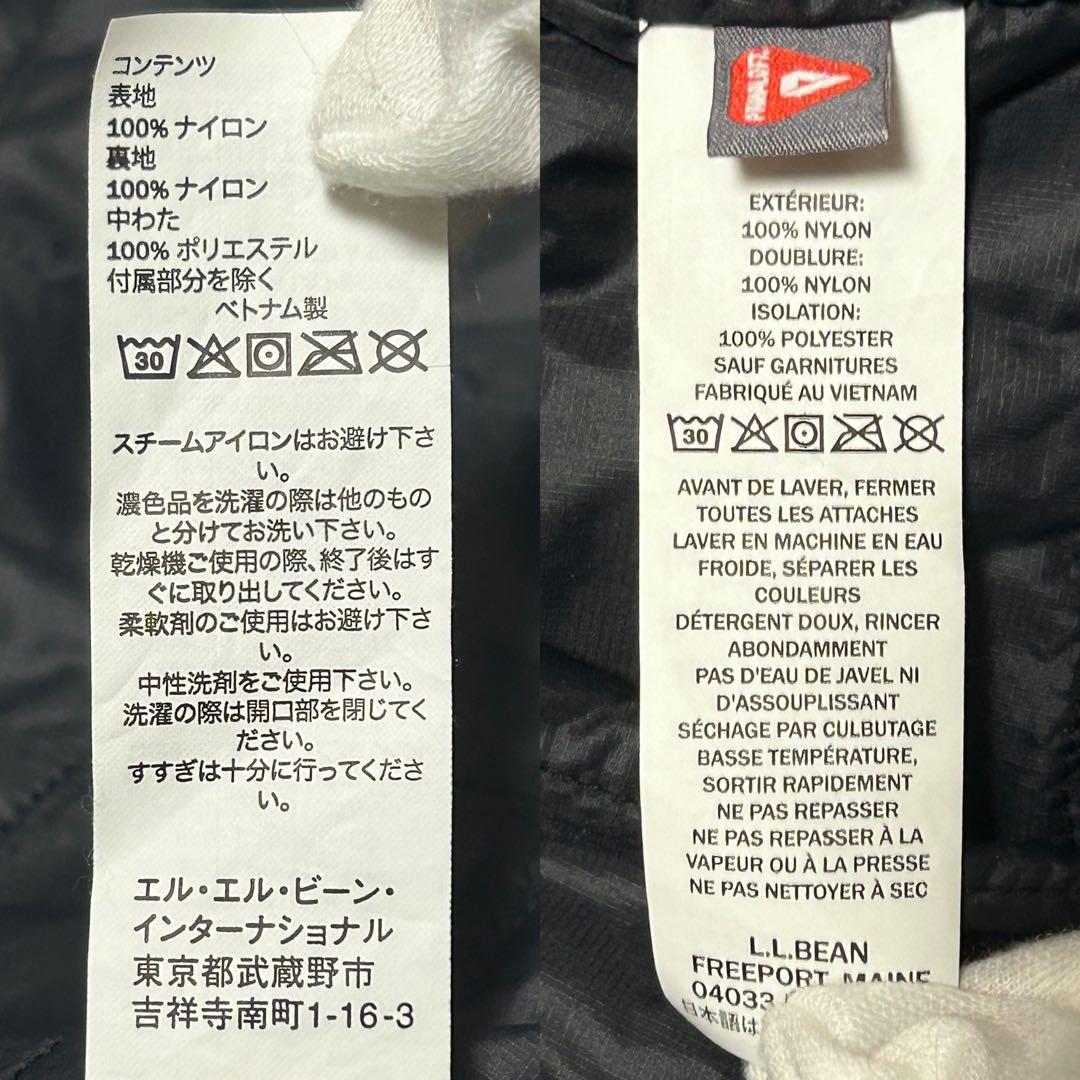 コンテンツ
表地
100% ナイロン
裏地
100% ナイロン
中わた
100% ポリエステル
付属部分を除く
ベトナム製
30
スチームアイロンはお避け下さ
い。
濃色品を洗濯の際は他のもの
と分けてお洗い下さい。
乾燥機ご使用の際、終了後はす
ぐに取り出してください。
柔軟剤のご使用はお避け下さ
い。
中性洗剤をご使用下さい。
洗濯の際は開口部を閉じてく
ださい。
すすぎは十分に行ってくださ
い。
エル・エル・ビーン・
インターナショナル
東京都武蔵野市
吉祥寺南町1-16-3
PRIMALOFT
EXTÉRIEUR:
100% NYLON
DOUBLURE:
100% NYLON
ISOLATION:
100% POLYESTER
SAUF GARNITURES
FABRIQUÉ AU VIETNAM
30
AVANT DE LAVER, FERMER
TOUTES LES ATTACHES
LAVER EN MACHINE EN EAU
FROIDE, SÉPARER LES
COULEURS
DÉTERGENT DOUX, RINCER
ABONDAMMENT
PAS D'EAU DE JAVEL NI
D'ASSOUPLISSANT
SÉCHAGE PAR CULBUTAGE
BASSE TEMPÉRATURE,
SORTIR RAPIDEMENT
NE PAS REPASSER
NE PAS REPASSER À LA
VAPEUR OU À LA PRESSE
NE PAS NETTOYER À SEC
L.L.BEAN
FREEPORT, MAINE
04033
日本語は